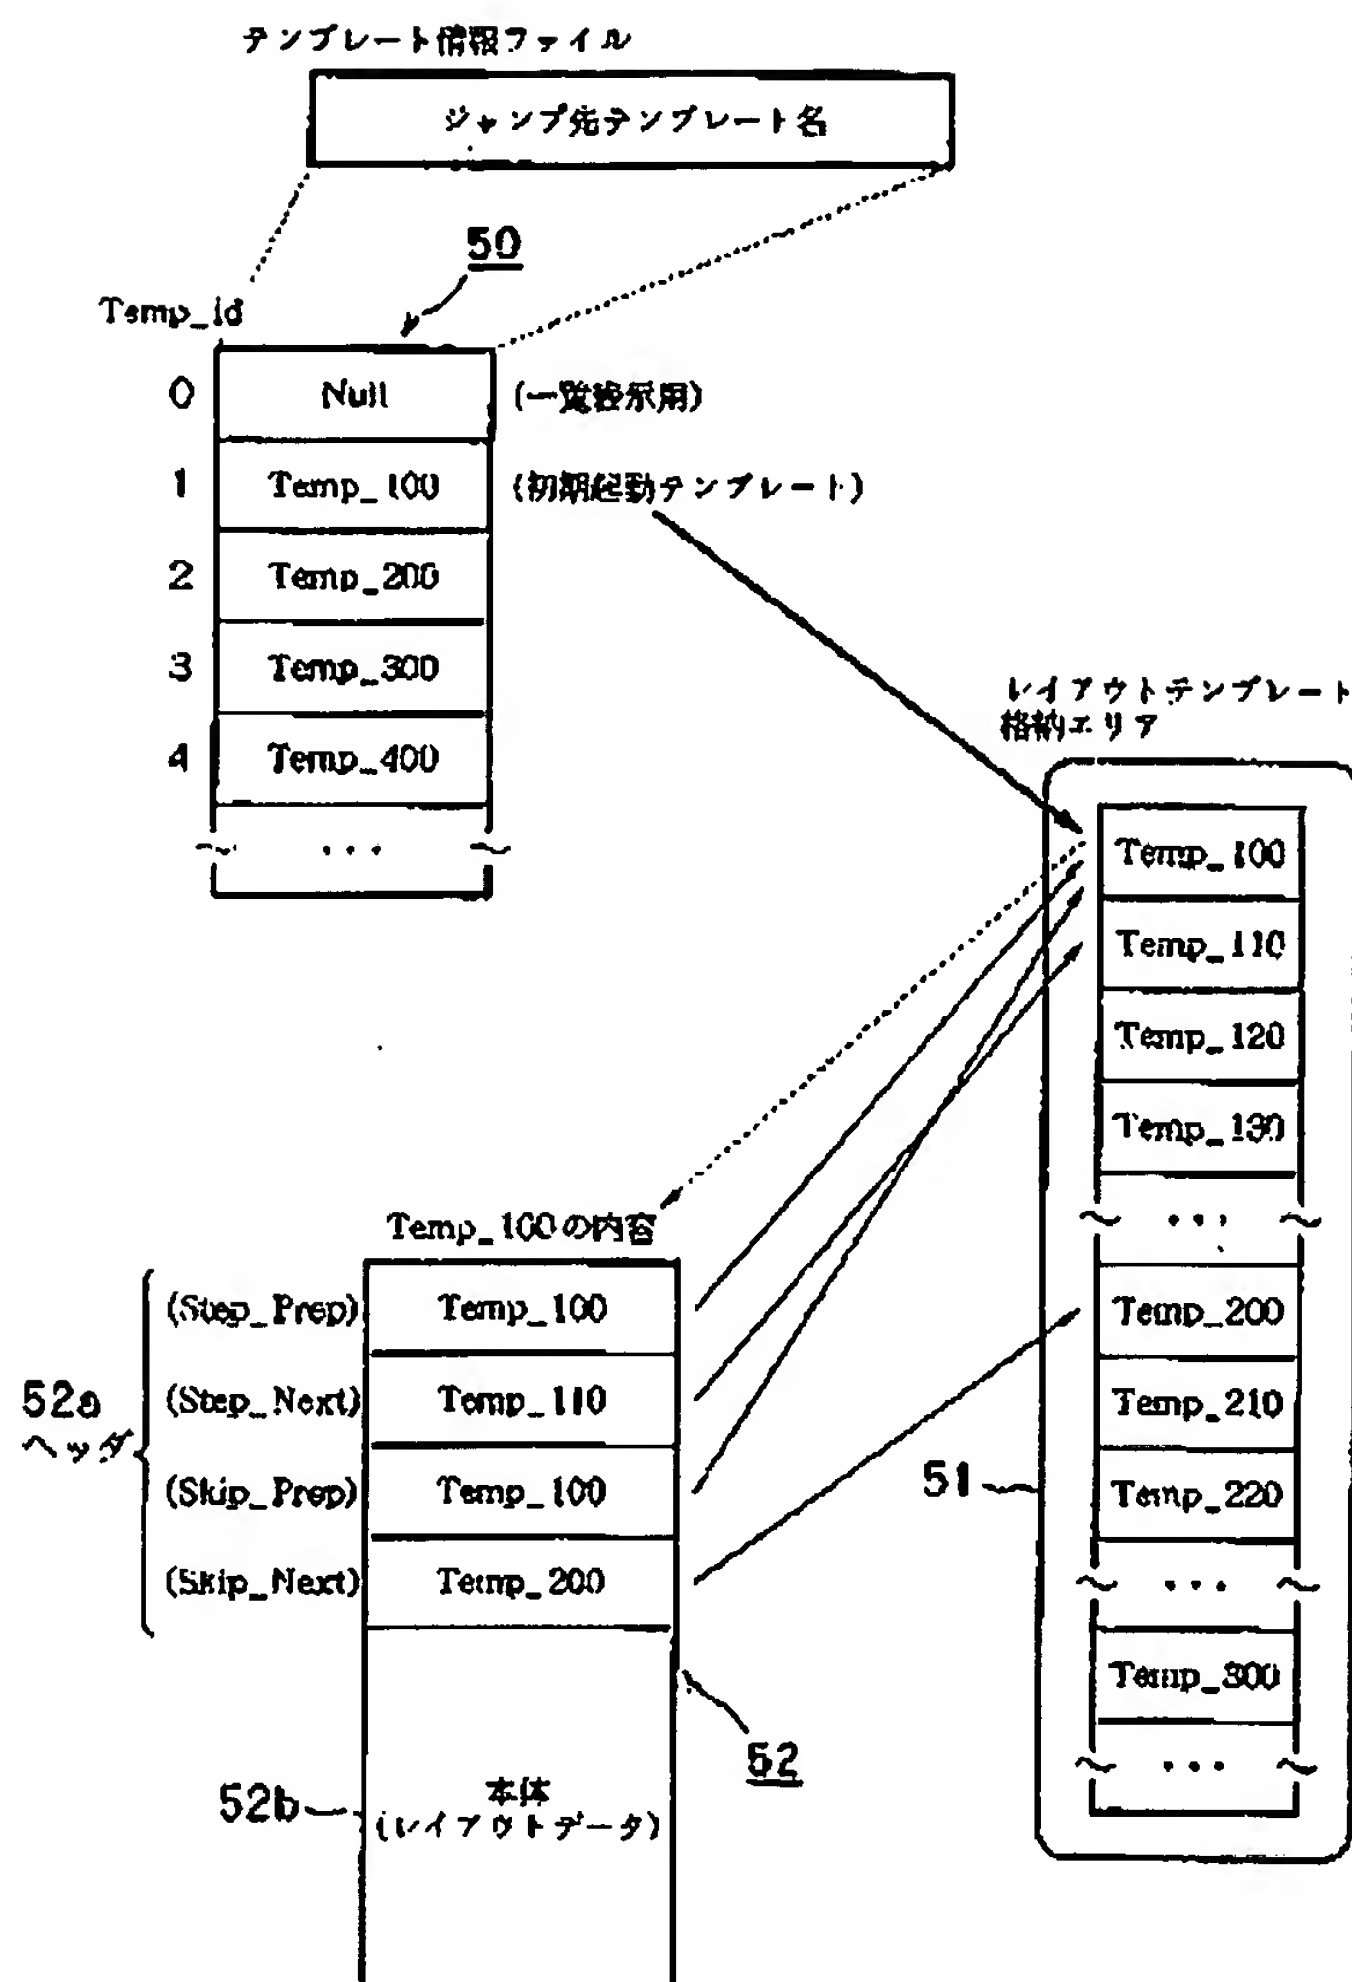 テンプレート情報ファイル
ジャンプ先テンプレート名
50
Temp_id
0 Null (一覧表示用)
1 Temp_100 (初期起動テンプレート)
2 Temp_200
3 Temp_300
4 Temp_400
・・・
レイアウトテンプレート
格納エリア
Temp_100
Temp_110
Temp_120
Temp_130
・・・
Temp_200
Temp_210
Temp_220
・・・
Temp_300
・・・
51
Temp_100の内容
(Step_Prep) Temp_100
(Step_Next) Temp_110
(Skip_Prep) Temp_100
(Skip_Next) Temp_200
52a
ヘッダ
52
52b
本体
(レイアウトデータ)